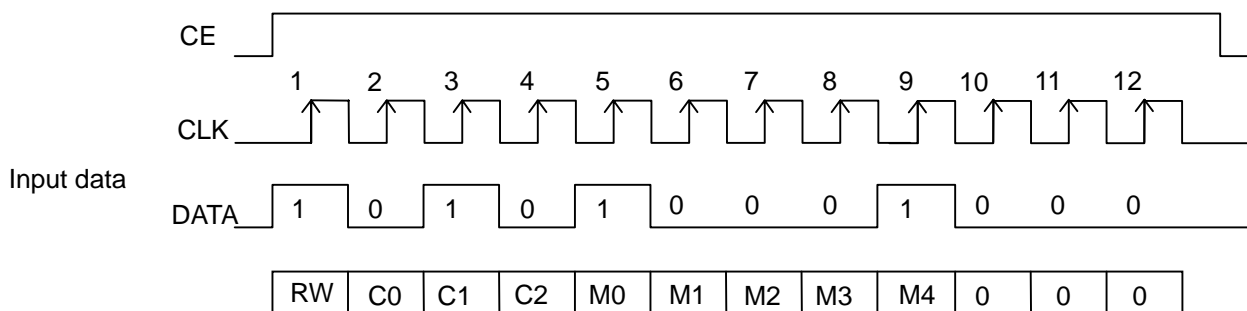 CE
1 2 3 4 5 6 7 8 9 10 11 12
CLK
Input data
DATA 1 0 1 0 1 0 0 0 1 0 0 0
RW C0 C1 C2 M0 M1 M2 M3 M4 0 0 0